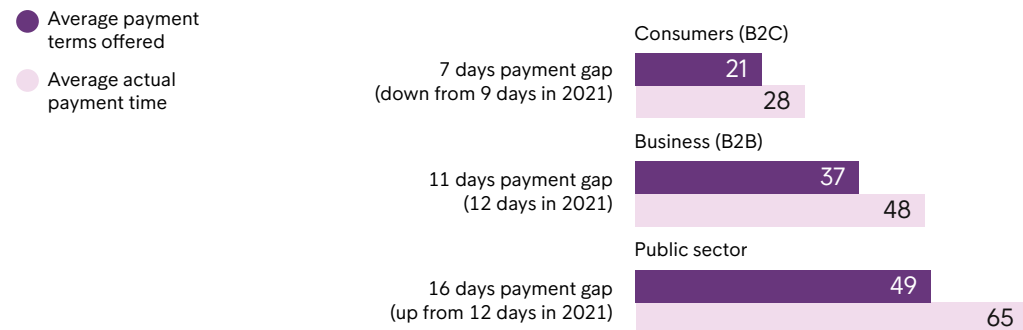 Average payment
terms offered
Average actual
payment time
Consumers (B2C)
7 days payment gap
(down from 9 days in 2021)
21
28
Business (B2B)
11 days payment gap
(12 days in 2021)
37
48
Public sector
16 days payment gap
(up from 12 days in 2021)
49
65